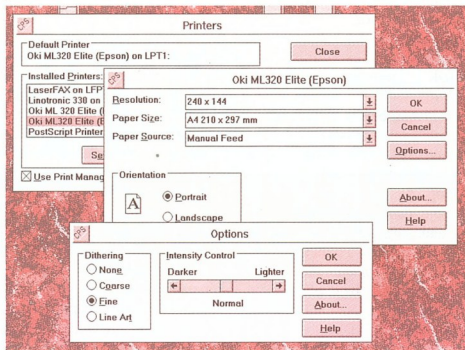 Printers
Default Printer
Oki ML320 Elite (Epson) on LPT1:
Close
Installed Printers:
LaserFAX on LFP
Linotronic 330 on
Oki ML 320 Elite (
Oki ML320 Elite (E
PostScript Printer
Use Print Manag
Oki ML320 Elite (Epson)
Resolution:
240 x 144
OK
Paper Size:
A4 210 x 297 mm
Cancel
Paper Source:
Manual Feed
Options...
Orientation
A
Portrait
Landscape
About...
Help
Options
Dithering
None
Coarse
Fine
Line Art
Intensity Control
Darker
Lighter
Normal
OK
Cancel
About...
Help